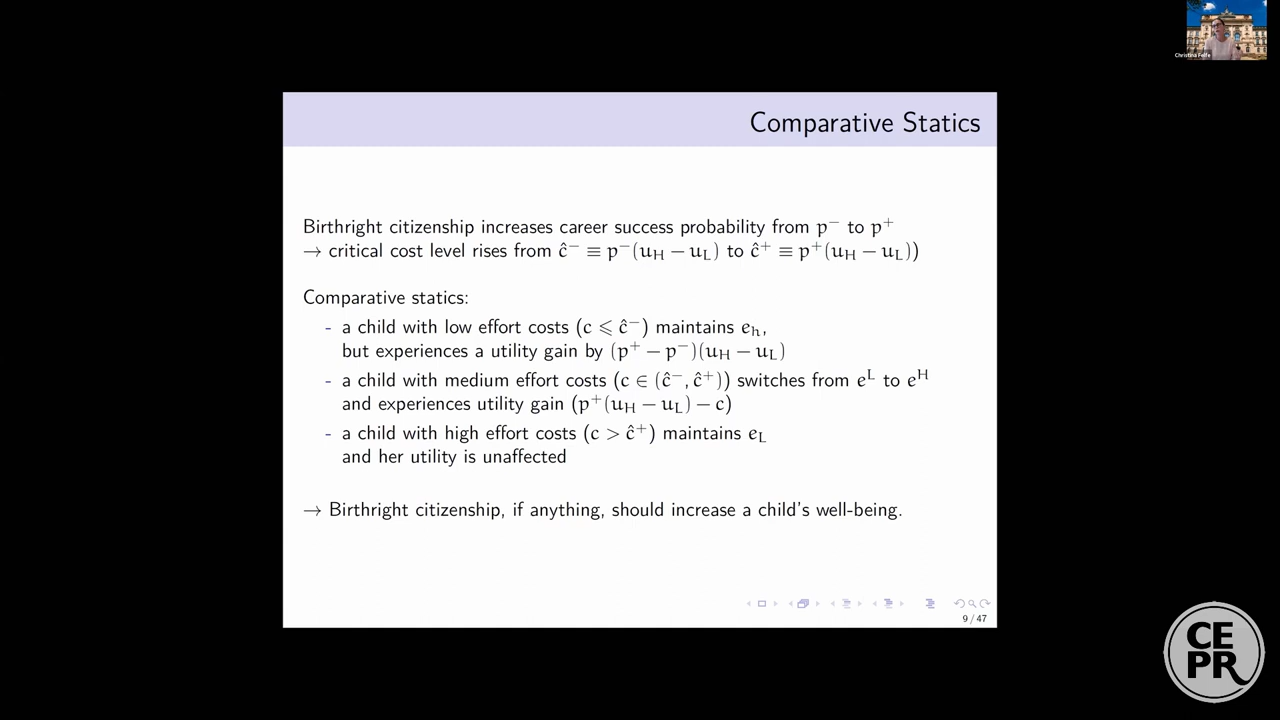 Christina Felfe
Comparative Statics
Birthright citizenship increases career success probability from p⁻ to p⁺
→ critical cost level rises from ĉ⁻ ≡ p⁻(u_H − u_L) to ĉ⁺ ≡ p⁺(u_H − u_L))
Comparative statics:
- a child with low effort costs (c ⩽ ĉ⁻) maintains e_h,
but experiences a utility gain by (p⁺ − p⁻)(u_H − u_L)
- a child with medium effort costs (c ∈ (ĉ⁻, ĉ⁺)) switches from e^L to e^H
and experiences utility gain (p⁺(u_H − u_L) − c)
- a child with high effort costs (c > ĉ⁺) maintains e_L
and her utility is unaffected
→ Birthright citizenship, if anything, should increase a child's well-being.
9 / 47
CE
PR